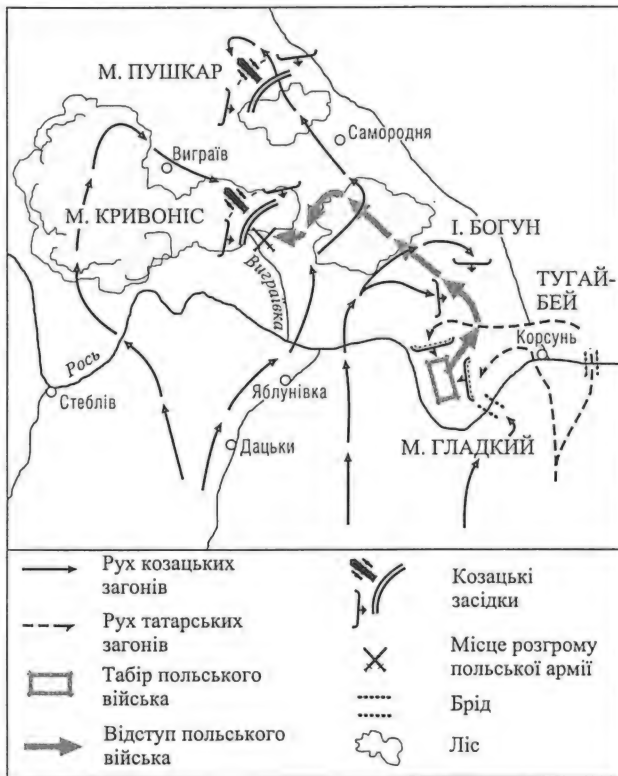 М. ПУШКАР
Самородня
Виграїв
М. КРИВОНІС
І. БОГУН
Виграївка
ТУГАЙ-
БЕЙ
Рось
Корсунь
Стеблів
Яблунівка
М. ГЛАДКИЙ
Дацьки
Рух козацьких
загонів
Рух татарських
загонів
Табір польського
війська
Відступ польського
війська
Козацькі
засідки
Місце розгрому
польської армії
Брід
Ліс